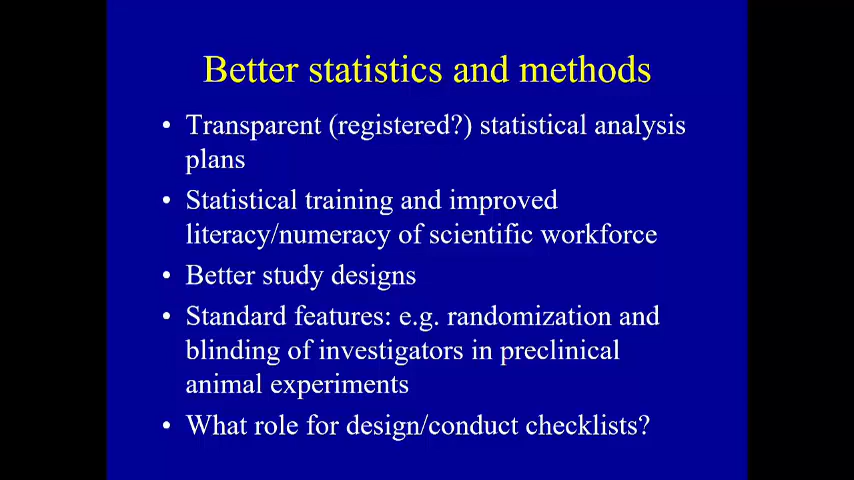 Better statistics and methods
• Transparent (registered?) statistical analysis
plans
• Statistical training and improved
literacy/numeracy of scientific workforce
• Better study designs
• Standard features: e.g. randomization and
blinding of investigators in preclinical
animal experiments
• What role for design/conduct checklists?